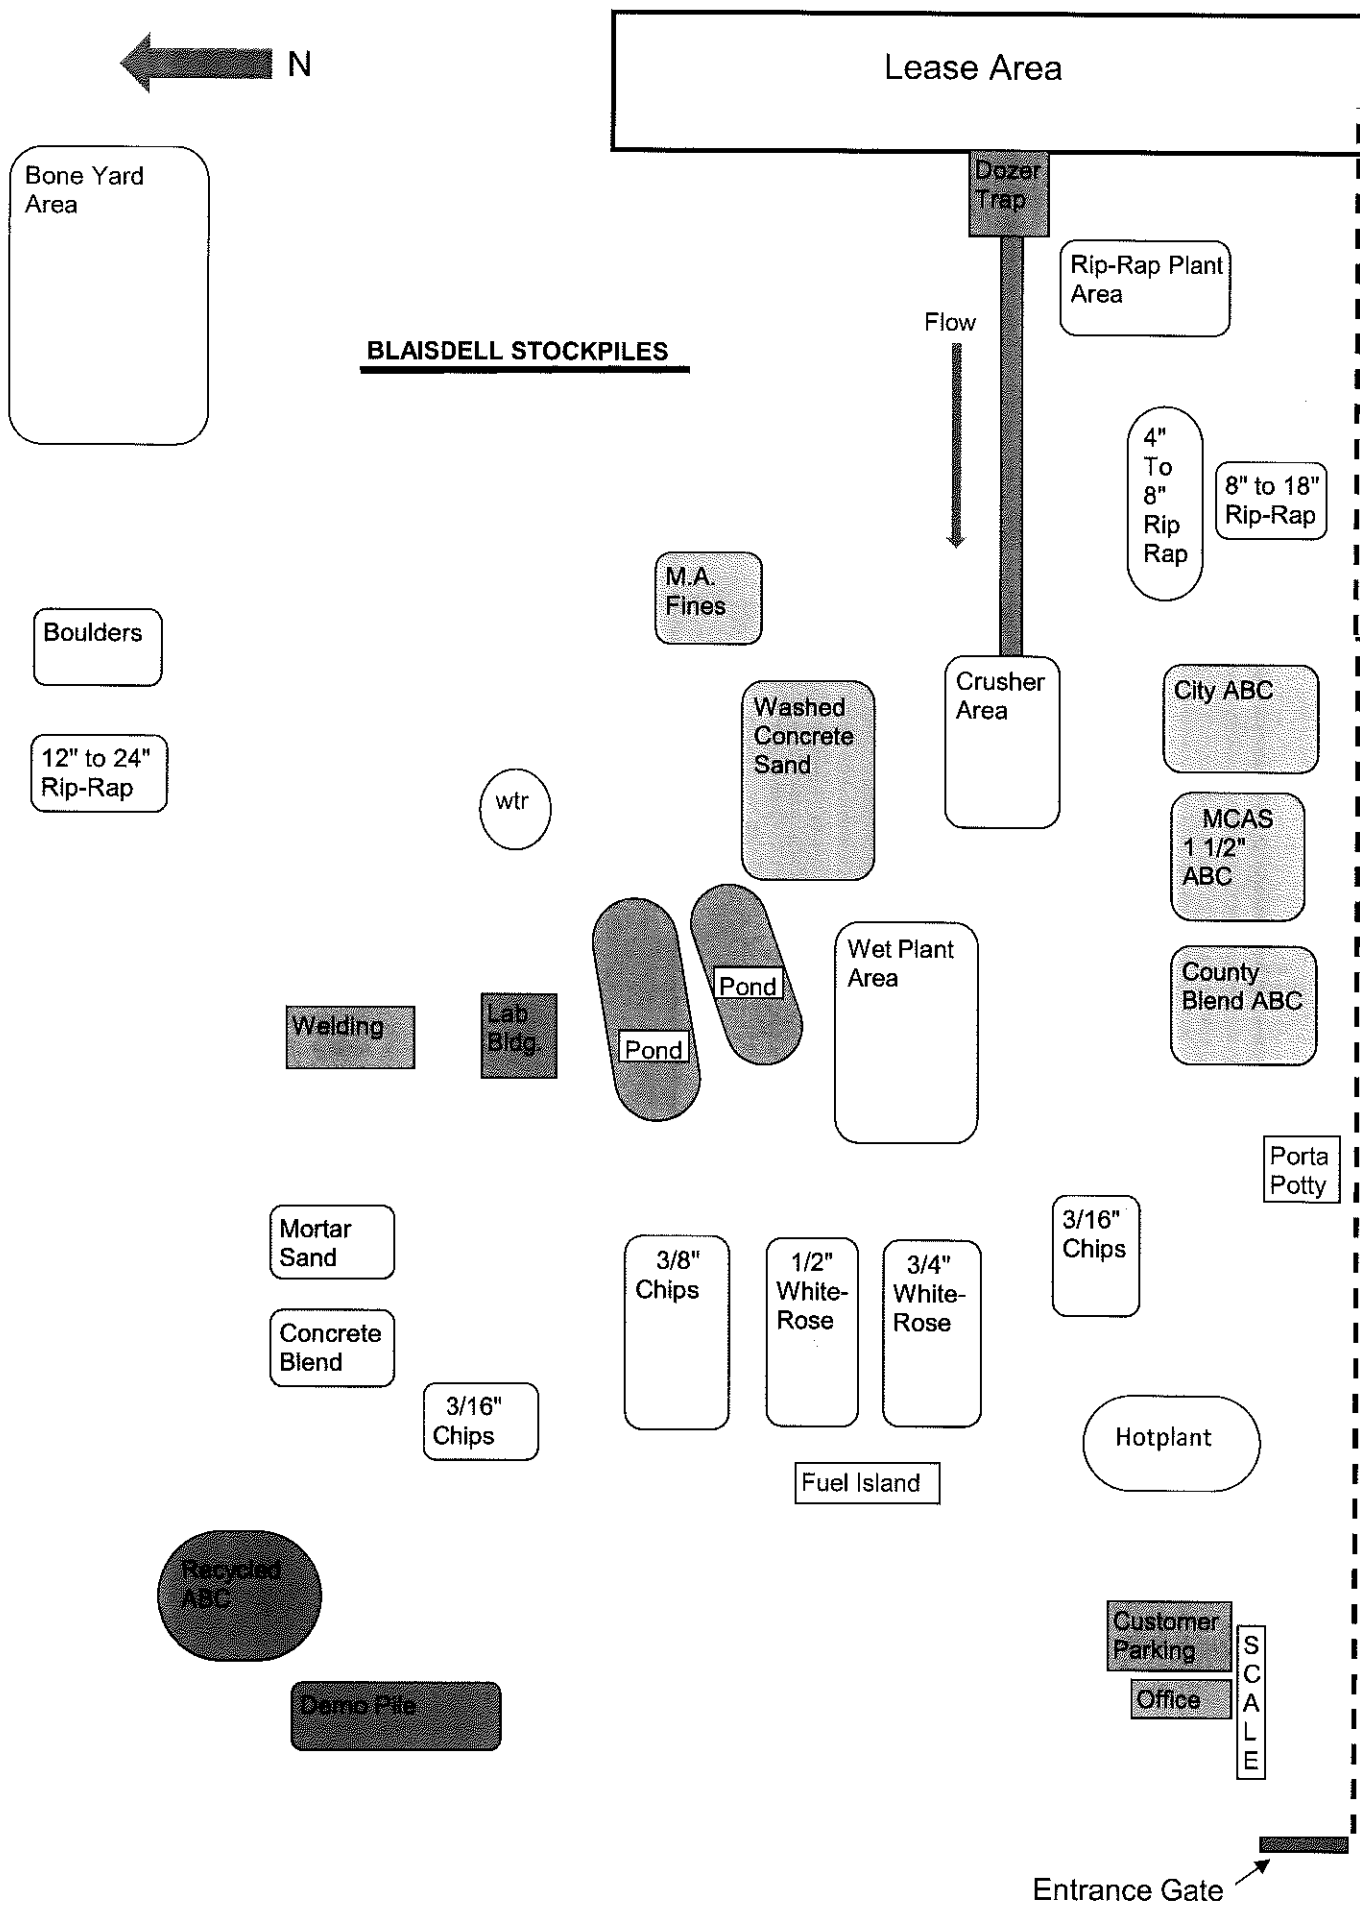 N
Lease Area
Bone Yard
Area
Dozer
Trap
Rip-Rap Plant
Area
Flow
BLAISDELL STOCKPILES
4"
To
8"
Rip
Rap
8" to 18"
Rip-Rap
M.A.
Fines
Boulders
Crusher
Area
City ABC
Washed
Concrete
Sand
12" to 24"
Rip-Rap
wtr
MCAS
1 1/2"
ABC
Wet Plant
Area
County
Blend ABC
Pond
Welding
Lab
Bldg.
Pond
Porta
Potty
Mortar
Sand
3/8"
Chips
1/2"
White-
Rose
3/4"
White-
Rose
3/16"
Chips
Concrete
Blend
3/16"
Chips
Hotplant
Fuel Island
Recycled
ABC
Customer
Parking
S
C
A
L
E
Office
Demo Pile
Entrance Gate